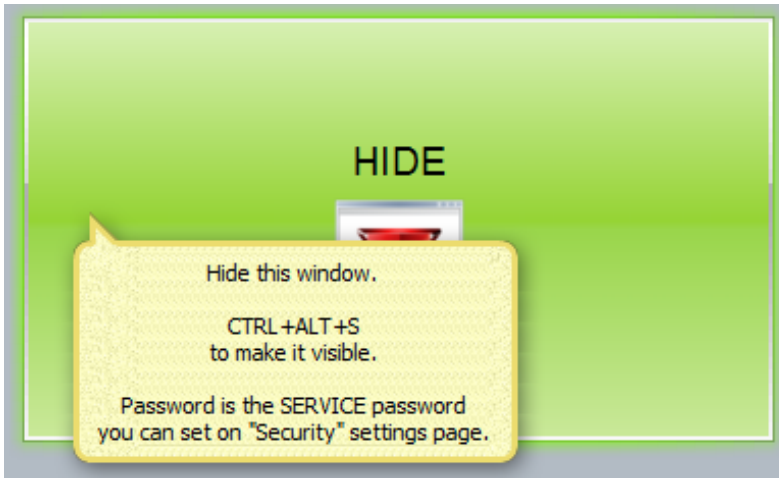 HIDE
Hide this window.
CTRL+ALT+S
to make it visible.
Password is the SERVICE password
you can set on "Security" settings page.